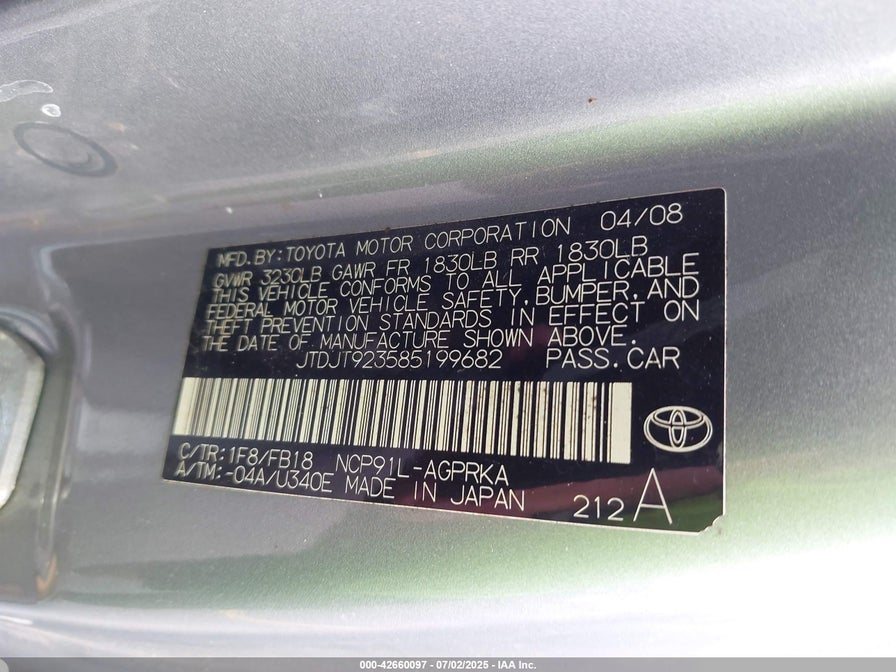 MFD. BY: TOYOTA MOTOR CORPORATION 04/08
GVWR 3230LB GAWR FR 1830LB RR 1830LB
THIS VEHICLE CONFORMS TO ALL APPLICABLE
FEDERAL MOTOR VEHICLE SAFETY, BUMPER, AND
THEFT PREVENTION STANDARDS IN EFFECT ON
THE DATE OF MANUFACTURE SHOWN ABOVE.
JTDJT923585199682 PASS. CAR
C/TR: 1F8/FB18 NCP91L-AGPRKA
A/TM: -04A/U340E MADE IN JAPAN 212 A
000-42660097 - 07/02/2025 - IAA Inc.